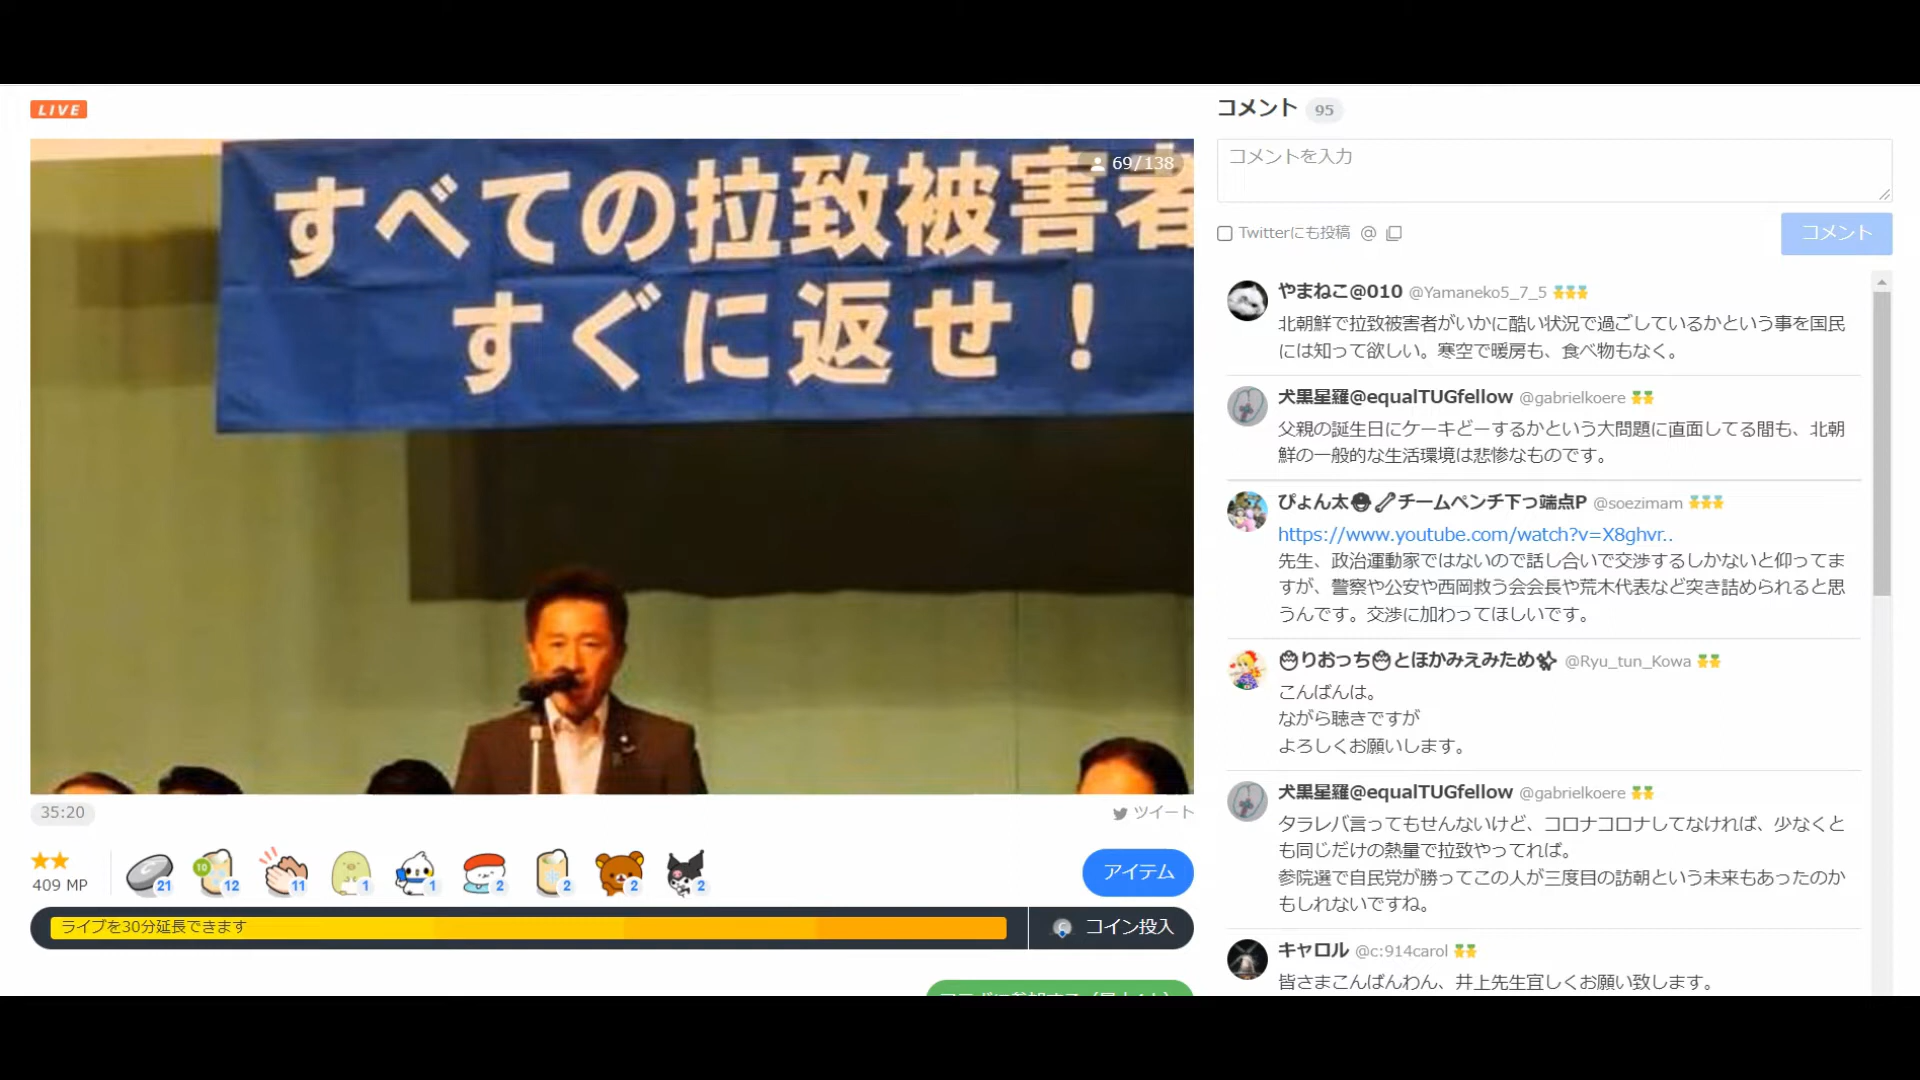 LIVE
すべての拉致被害者
すぐに返せ！
69/138
35:20
ツイート
409 MP
21
10
12
11
1
1
2
2
2
2
アイテム
ライブを30分延長できます
コイン投入
コメント 95
コメントを入力
Twitterにも投稿 @
コメント
やまねこ@010 @Yamaneko5_7_5
北朝鮮で拉致被害者がいかに酷い状況で過ごしているかという事を国民
には知って欲しい。寒空で暖房も、食べ物もなく。
犬黒星羅@equalTUGfellow @gabrielkoere
父親の誕生日にケーキどーするかという大問題に直面してる間も、北朝
鮮の一般的な生活環境は悲惨なものです。
ぴょん太チームペンチ下っ端点P @soezimam
https://www.youtube.com/watch?v=X8ghvr..
先生、政治運動家ではないので話し合いで交渉するしかないと仰ってま
すが、警察や公安や西岡救う会会長や荒木代表など突き詰められると思
うんです。交渉に加わってほしいです。
りおっちとほかみえみため @Ryu_tun_Kowa
こんばんは。
ながら聴きですが
よろしくお願いします。
犬黒星羅@equalTUGfellow @gabrielkoere
タラレバ言ってもせんないけど、コロナコロナしてなければ、少なくと
も同じだけの熱量で拉致やってれば。
参院選で自民党が勝ってこの人が三度目の訪朝という未来もあったのか
もしれないですね。
キャロル @c:914carol
皆さまこんばんわん、井上先生宜しくお願い致します。